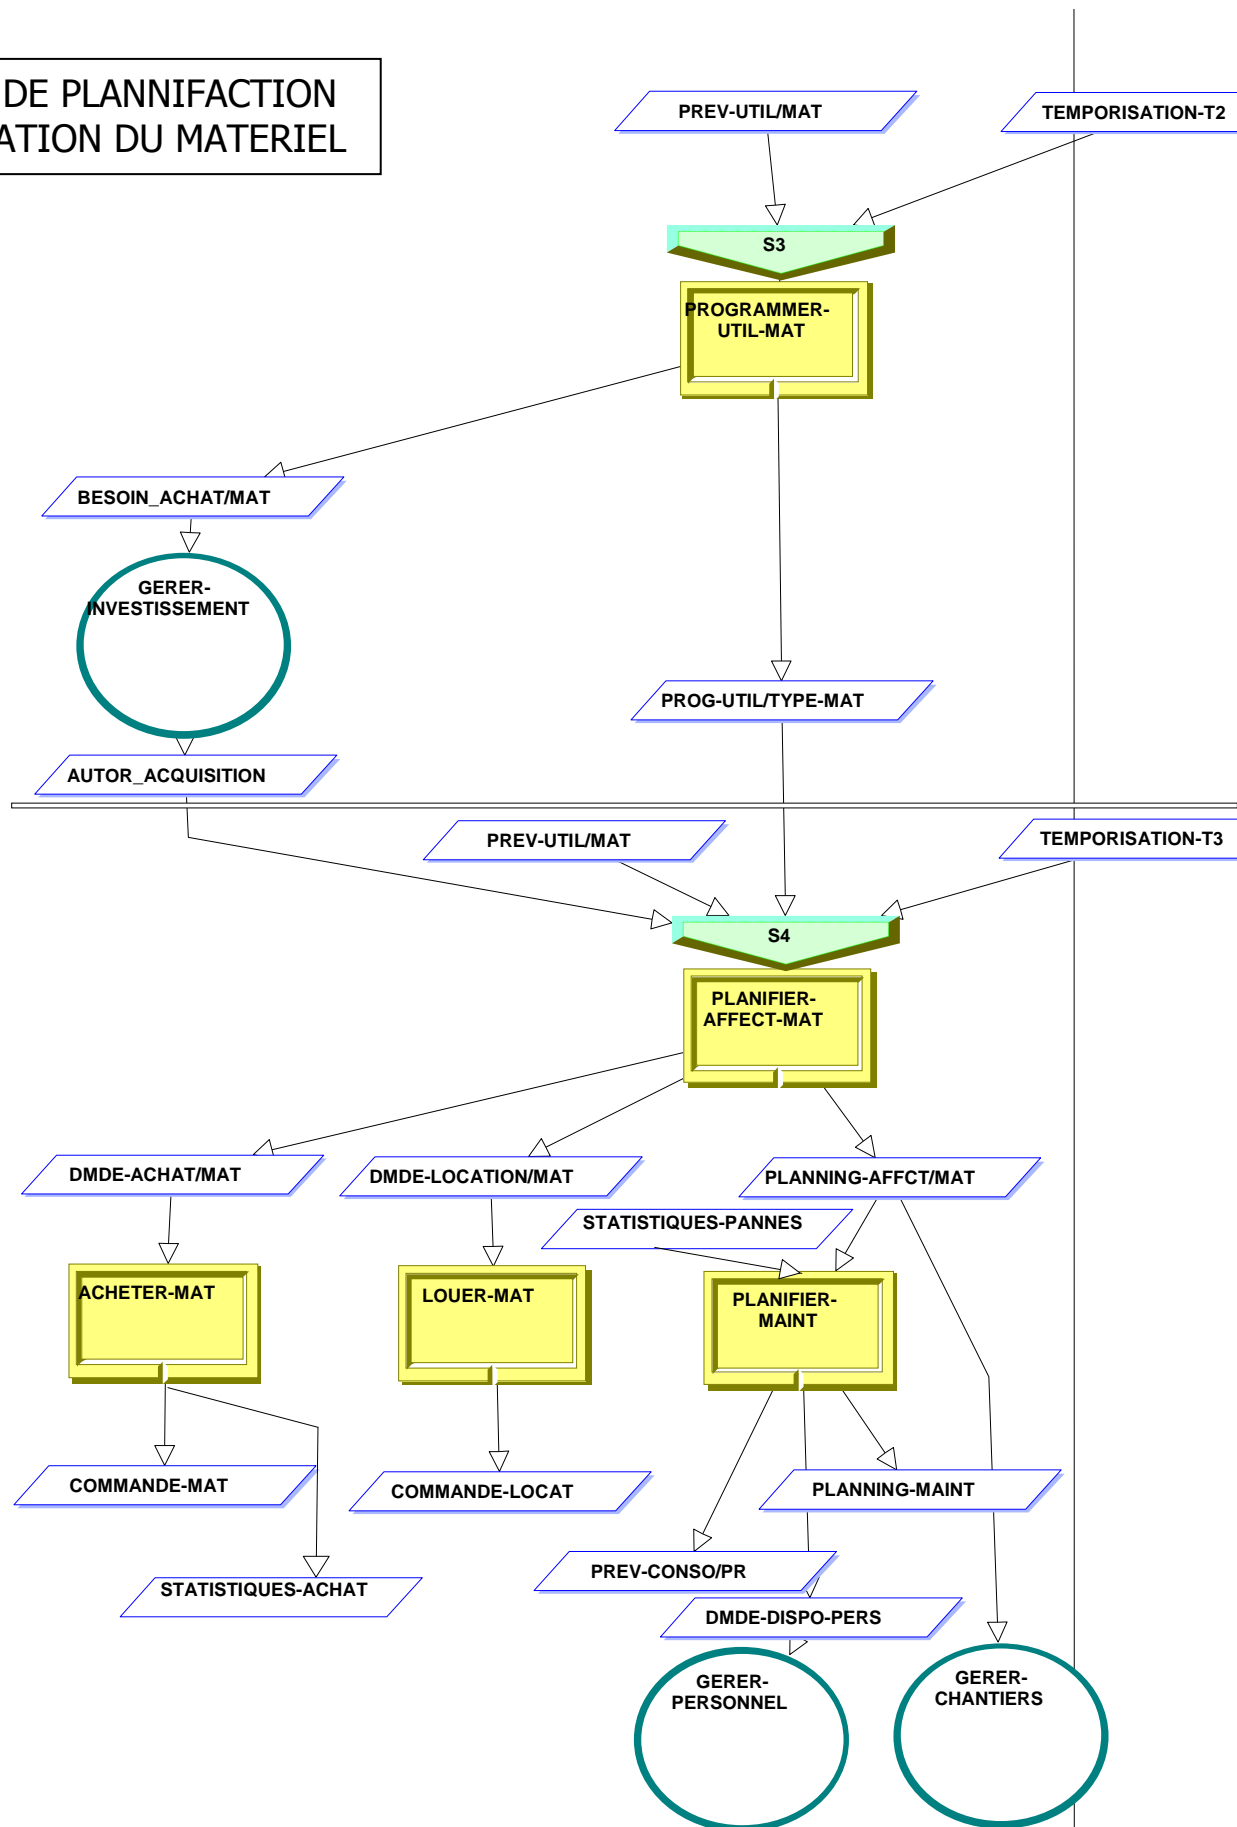 DE PLANNIFACTION
ATION DU MATERIEL
PREV-UTIL/MAT
TEMPORISATION-T2
S3
PROGRAMMER-
UTIL-MAT
BESOIN_ACHAT/MAT
GERER-
INVESTISSEMENT
PROG-UTIL/TYPE-MAT
AUTOR_ACQUISITION
PREV-UTIL/MAT
TEMPORISATION-T3
S4
PLANIFIER-
AFFECT-MAT
DMDE-ACHAT/MAT
DMDE-LOCATION/MAT
PLANNING-AFFCT/MAT
STATISTIQUES-PANNES
ACHETER-MAT
LOUER-MAT
PLANIFIER-
MAINT
COMMANDE-MAT
COMMANDE-LOCAT
PLANNING-MAINT
PREV-CONSO/PR
STATISTIQUES-ACHAT
DMDE-DISPO-PERS
GERER-
PERSONNEL
GERER-
CHANTIERS